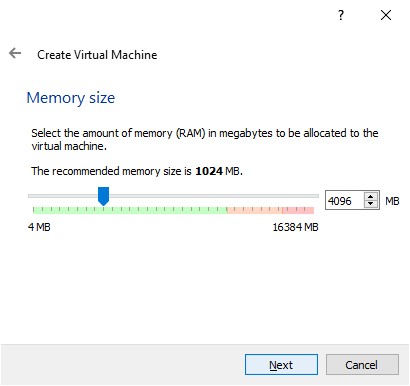 ?
Create Virtual Machine
Memory size
Select the amount of memory (RAM) in megabytes to be allocated to the
virtual machine.
The recommended memory size is 1024 MB.
4096 MB
4 MB 16384 MB
Next Cancel